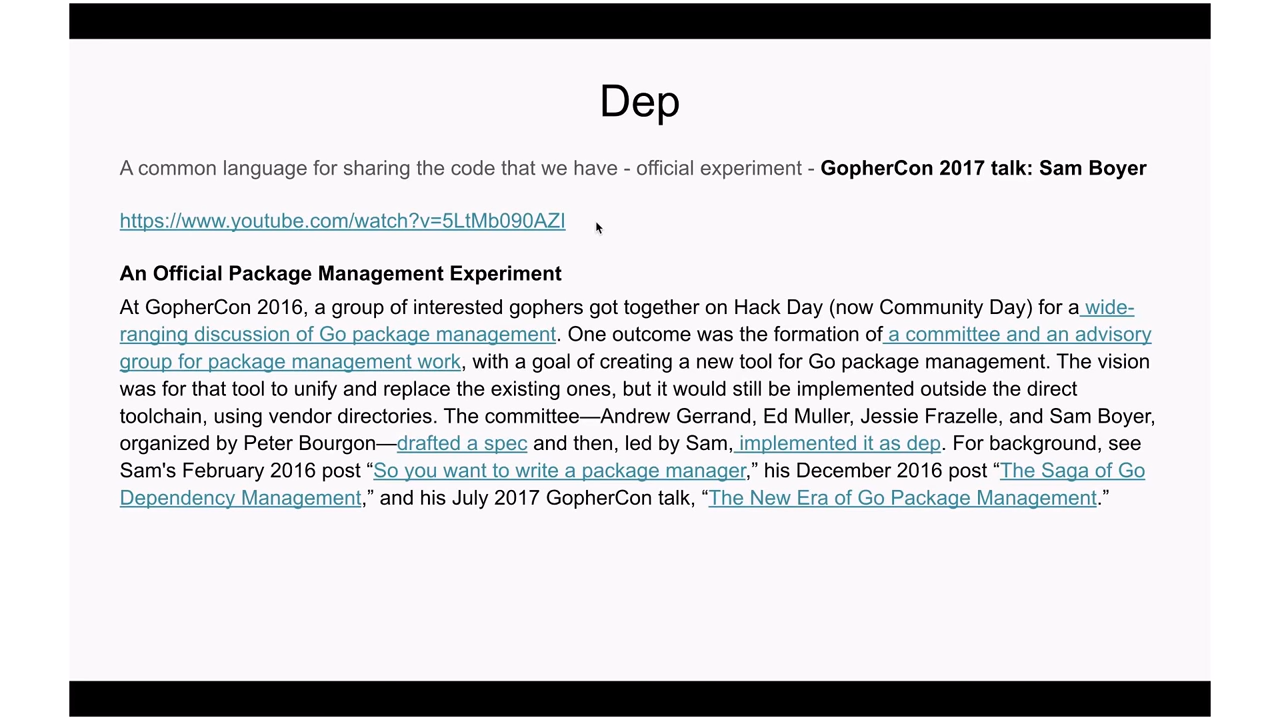 Dep
A common language for sharing the code that we have - official experiment - GopherCon 2017 talk: Sam Boyer
https://www.youtube.com/watch?v=5LtMb090AZI
An Official Package Management Experiment
At GopherCon 2016, a group of interested gophers got together on Hack Day (now Community Day) for a wide-
ranging discussion of Go package management. One outcome was the formation of a committee and an advisory
group for package management work, with a goal of creating a new tool for Go package management. The vision
was for that tool to unify and replace the existing ones, but it would still be implemented outside the direct
toolchain, using vendor directories. The committee—Andrew Gerrand, Ed Muller, Jessie Frazelle, and Sam Boyer,
organized by Peter Bourgon—drafted a spec and then, led by Sam, implemented it as dep. For background, see
Sam's February 2016 post “So you want to write a package manager,” his December 2016 post “The Saga of Go
Dependency Management,” and his July 2017 GopherCon talk, “The New Era of Go Package Management.”